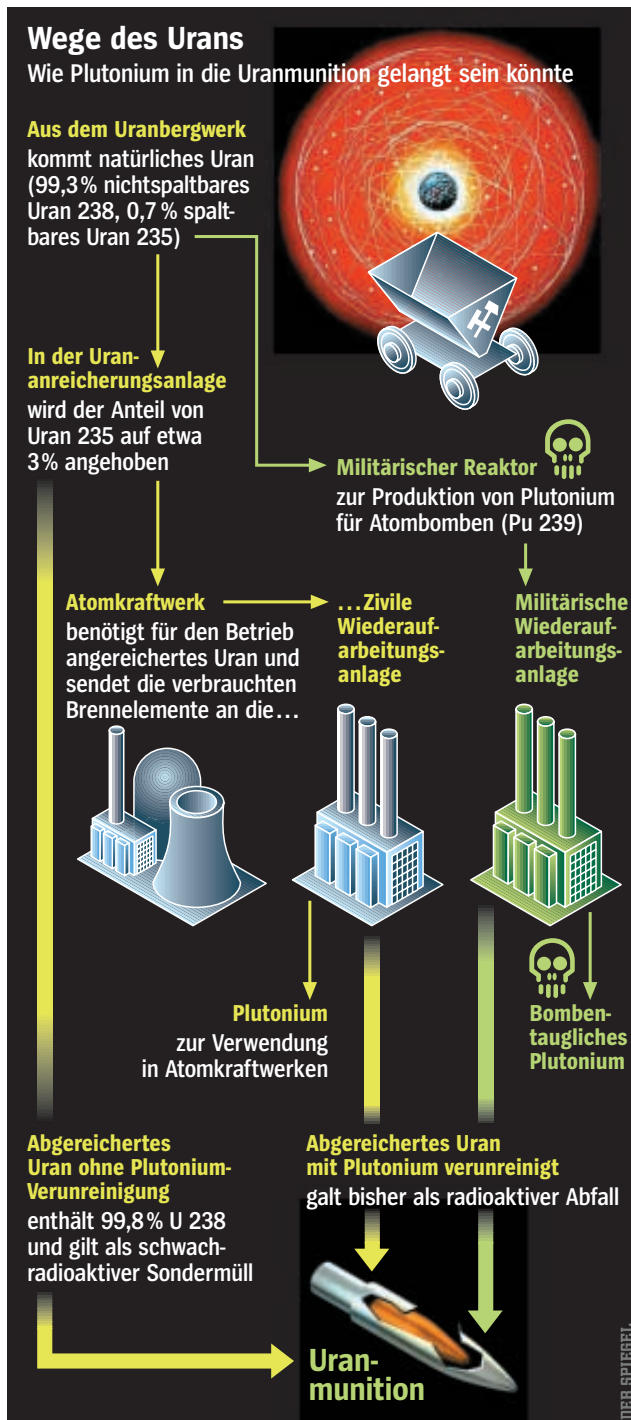 Wege des Urans
Wie Plutonium in die Uranmunition gelangt sein könnte
Aus dem Uranbergwerk
kommt natürliches Uran
(99,3% nichtspaltbares
Uran 238, 0,7% spalt-
bares Uran 235)
In der Uran-
anreicherungsanlage
wird der Anteil von
Uran 235 auf etwa
3% angehoben
Militärischer Reaktor
zur Produktion von Plutonium
für Atombomben (Pu 239)
Atomkraftwerk
benötigt für den Betrieb
angereichertes Uran und
sendet die verbrauchten
Brennelemente an die...
...Zivile
Wiederauf-
arbeitungs-
anlage
Militärische
Wiederauf-
arbeitungs-
anlage
Plutonium
zur Verwendung
in Atomkraftwerken
Bomben-
taugliches
Plutonium
Abgereichertes
Uran ohne Plutonium-
Verunreinigung
enthält 99,8% U 238
und gilt als schwach-
radioaktiver Sondermüll
Abgereichertes Uran
mit Plutonium verunreinigt
galt bisher als radioaktiver Abfall
Uran-
munition
DER SPIEGEL